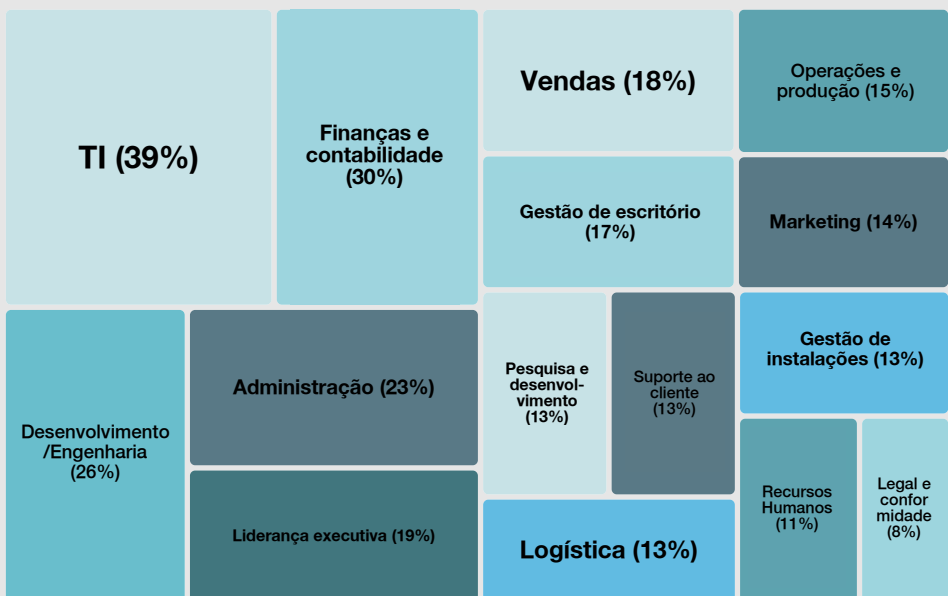 TI (39%)
Finanças e
contabilidade
(30%)
Vendas (18%)
Operações e
produção (15%)
Gestão de escritório
(17%)
Marketing (14%)
Desenvolvimento
/Engenharia
(26%)
Administração (23%)
Liderança executiva (19%)
Pesquisa e
desenvol-
vimento
(13%)
Suporte ao
cliente
(13%)
Gestão de
instalações (13%)
Logística (13%)
Recursos
Humanos
(11%)
Legal e
confor
midade
(8%)